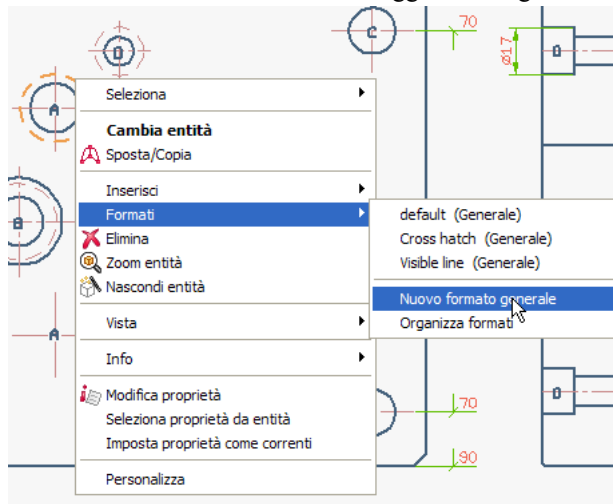 70
D
C
ø17
D
A
Seleziona
Cambia entità
Sposta/Copia
Inserisci
Formati
default (Generale)
Elimina
Cross hatch (Generale)
B
Zoom entità
Visible line (Generale)
Nascondi entità
Nuovo formato generale
Vista
Organizza formati
A
Info
Modifica proprietà
70
D
Seleziona proprietà da entità
Imposta proprietà come correnti
90
Personalizza